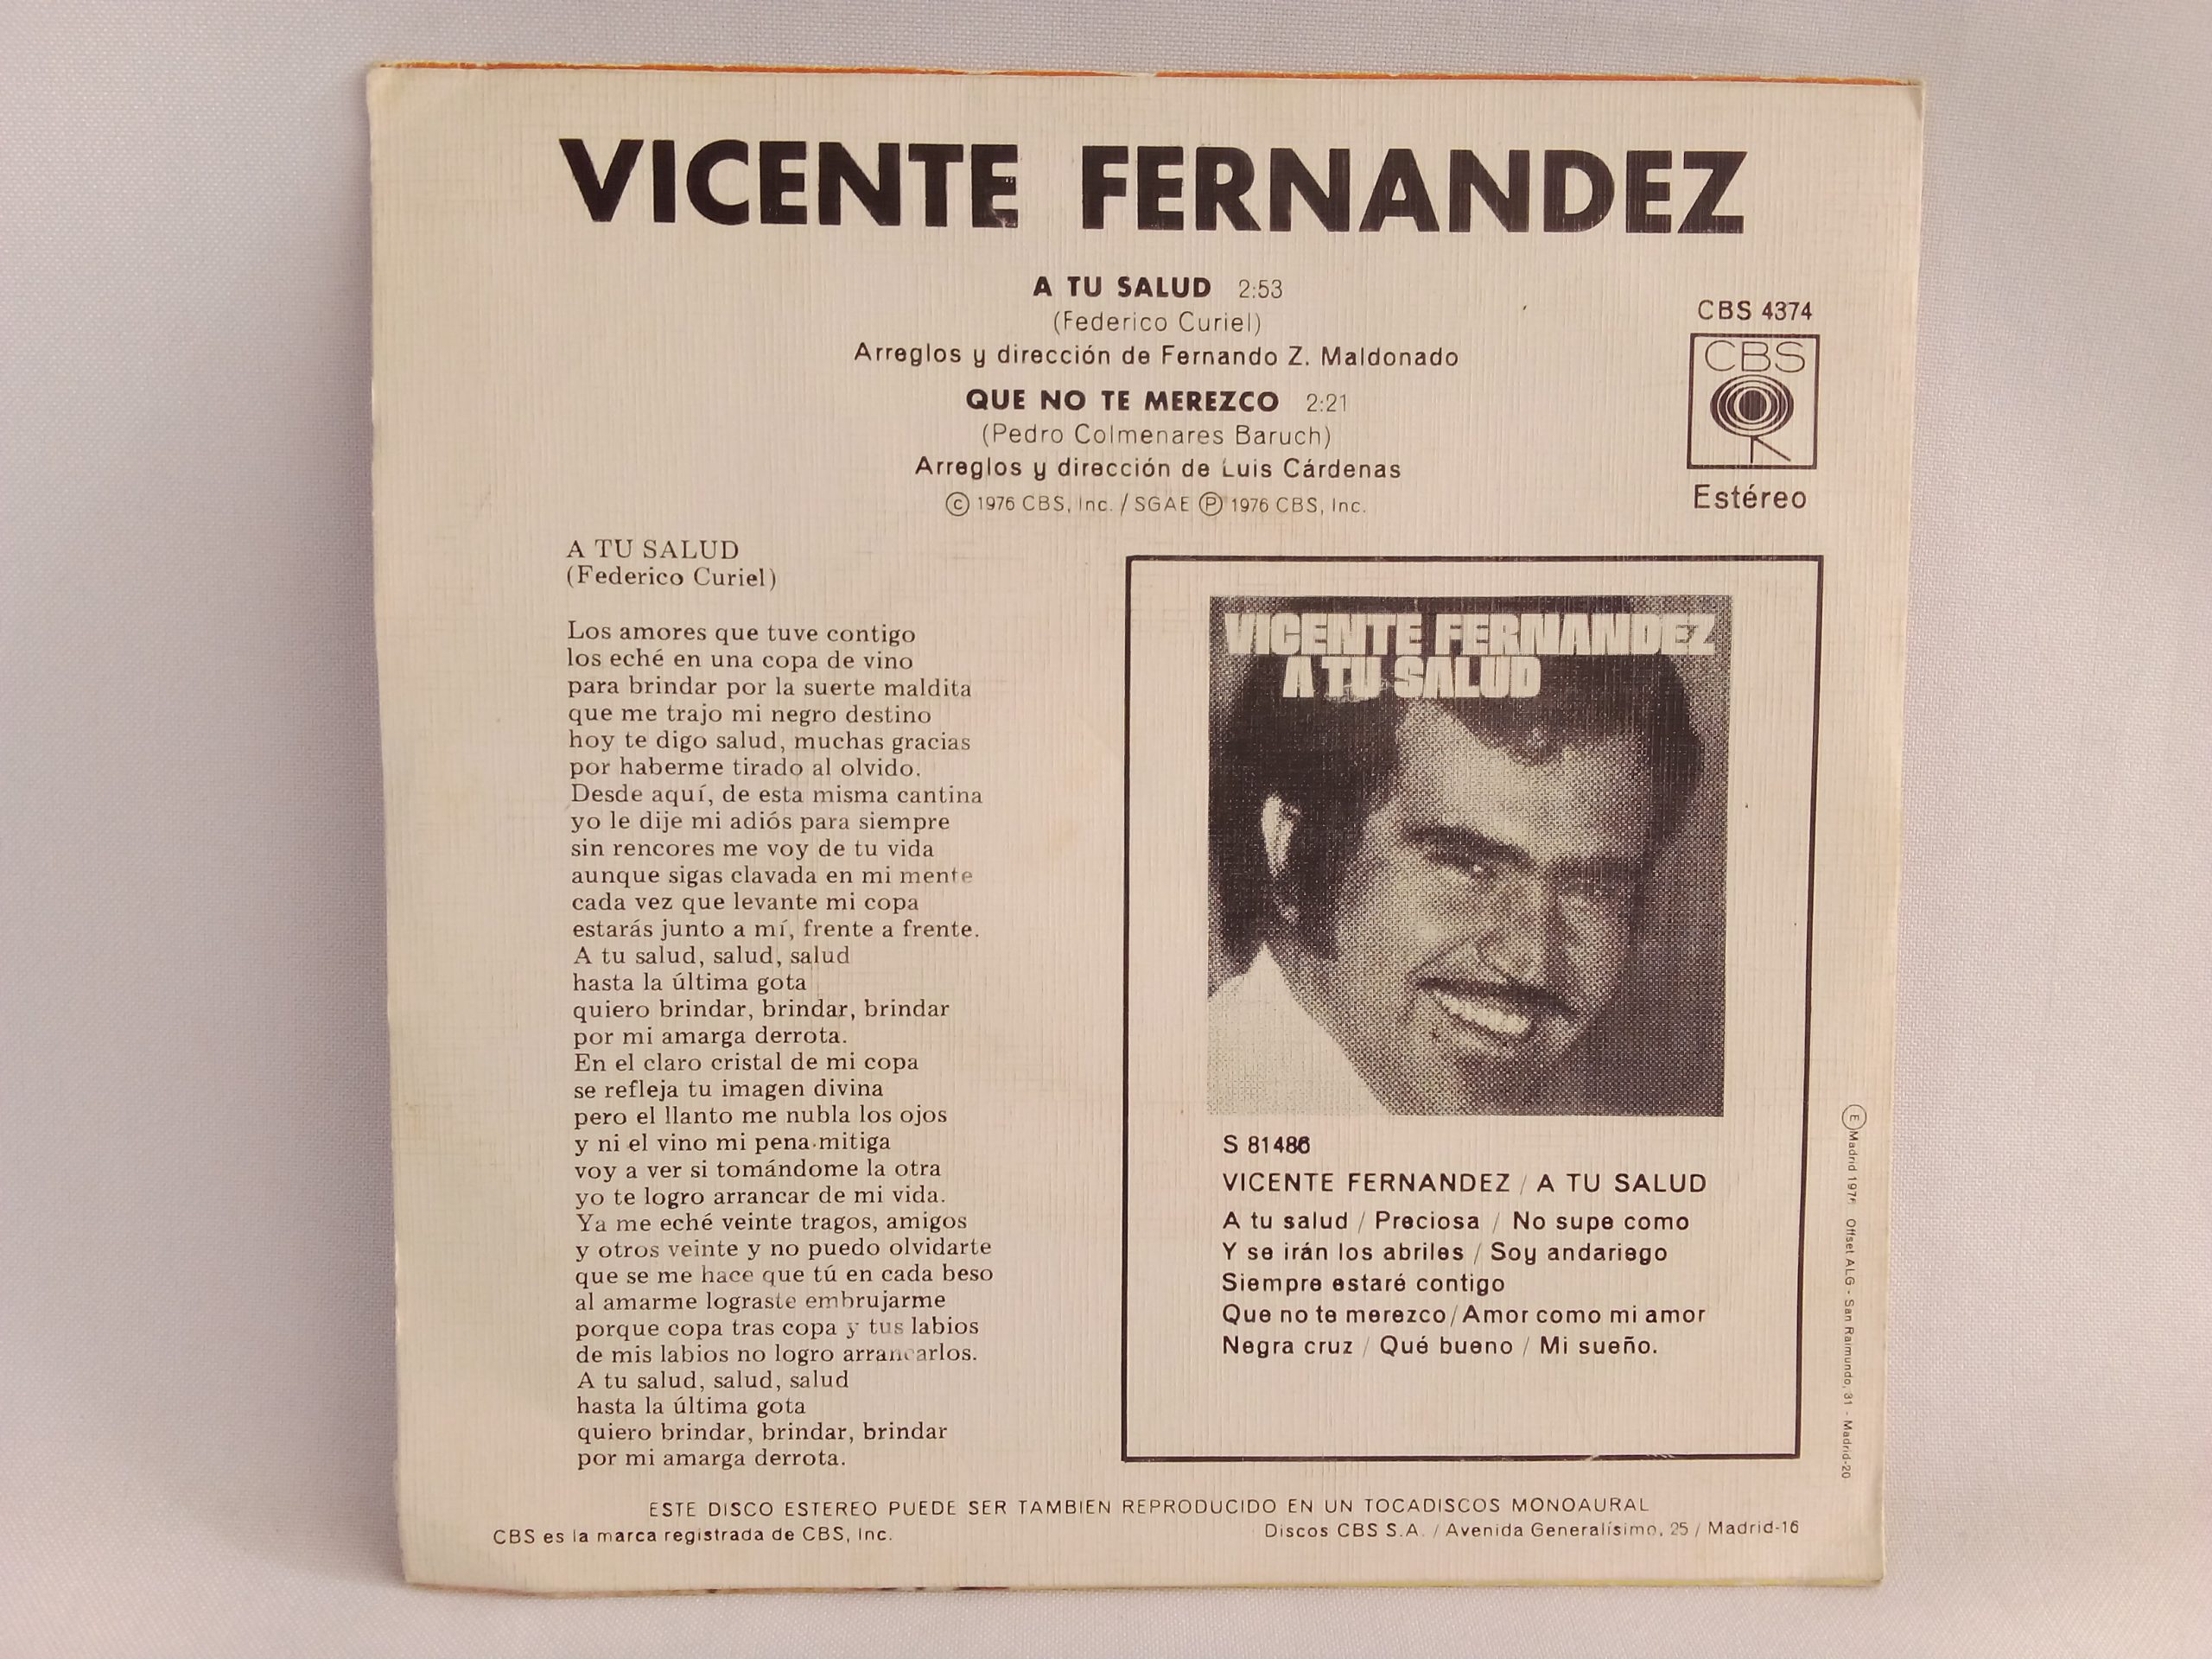 VICENTE FERNANDEZ
A TU SALUD 2:53
(Federico Curiel)
Arreglos y dirección de Fernando Z. Maldonado
QUE NO TE MEREZCO 2:21
(Pedro Colmenares Baruch)
Arreglos y dirección de Luis Cárdenas
© 1976 CBS, Inc. / SGAE Ⓟ 1976 CBS, Inc.
CBS 4374
CBS
Estéreo
A TU SALUD
(Federico Curiel)
Los amores que tuve contigo
los eché en una copa de vino
para brindar por la suerte maldita
que me trajo mi negro destino
hoy te digo salud, muchas gracias
por haberme tirado al olvido.
Desde aquí, de esta misma cantina
yo le dije mi adiós para siempre
sin rencores me voy de tu vida
aunque sigas clavada en mi mente
cada vez que levante mi copa
estarás junto a mí, frente a frente.
A tu salud, salud, salud
hasta la última gota
quiero brindar, brindar, brindar
por mi amarga derrota.
En el claro cristal de mi copa
se refleja tu imagen divina
pero el llanto me nubla los ojos
y ni el vino mi pena mitiga
voy a ver si tomándome la otra
yo te logro arrancar de mi vida.
Ya me eché veinte tragos, amigos
y otros veinte y no puedo olvidarte
que se me hace que tú en cada beso
al amarme lograste embrujarme
porque copa tras copa y tus labios
de mis labios no logro arrancarlos.
A tu salud, salud, salud
hasta la última gota
quiero brindar, brindar, brindar
por mi amarga derrota.
VICENTE FERNANDEZ
A TU SALUD
S 81486
VICENTE FERNANDEZ / A TU SALUD
A tu salud / Preciosa / No supe como
Y se irán los abriles / Soy andariego
Siempre estaré contigo
Que no te merezco / Amor como mi amor
Negra cruz / Qué bueno / Mi sueño.
Ⓔ Madrid 1976 Offset ALG - San Raimundo, 31 - Madrid-20
ESTE DISCO ESTEREO PUEDE SER TAMBIEN REPRODUCIDO EN UN TOCADISCOS MONOAURAL
CBS es la marca registrada de CBS, Inc.
Discos CBS S.A. / Avenida Generalísimo, 25 / Madrid-16